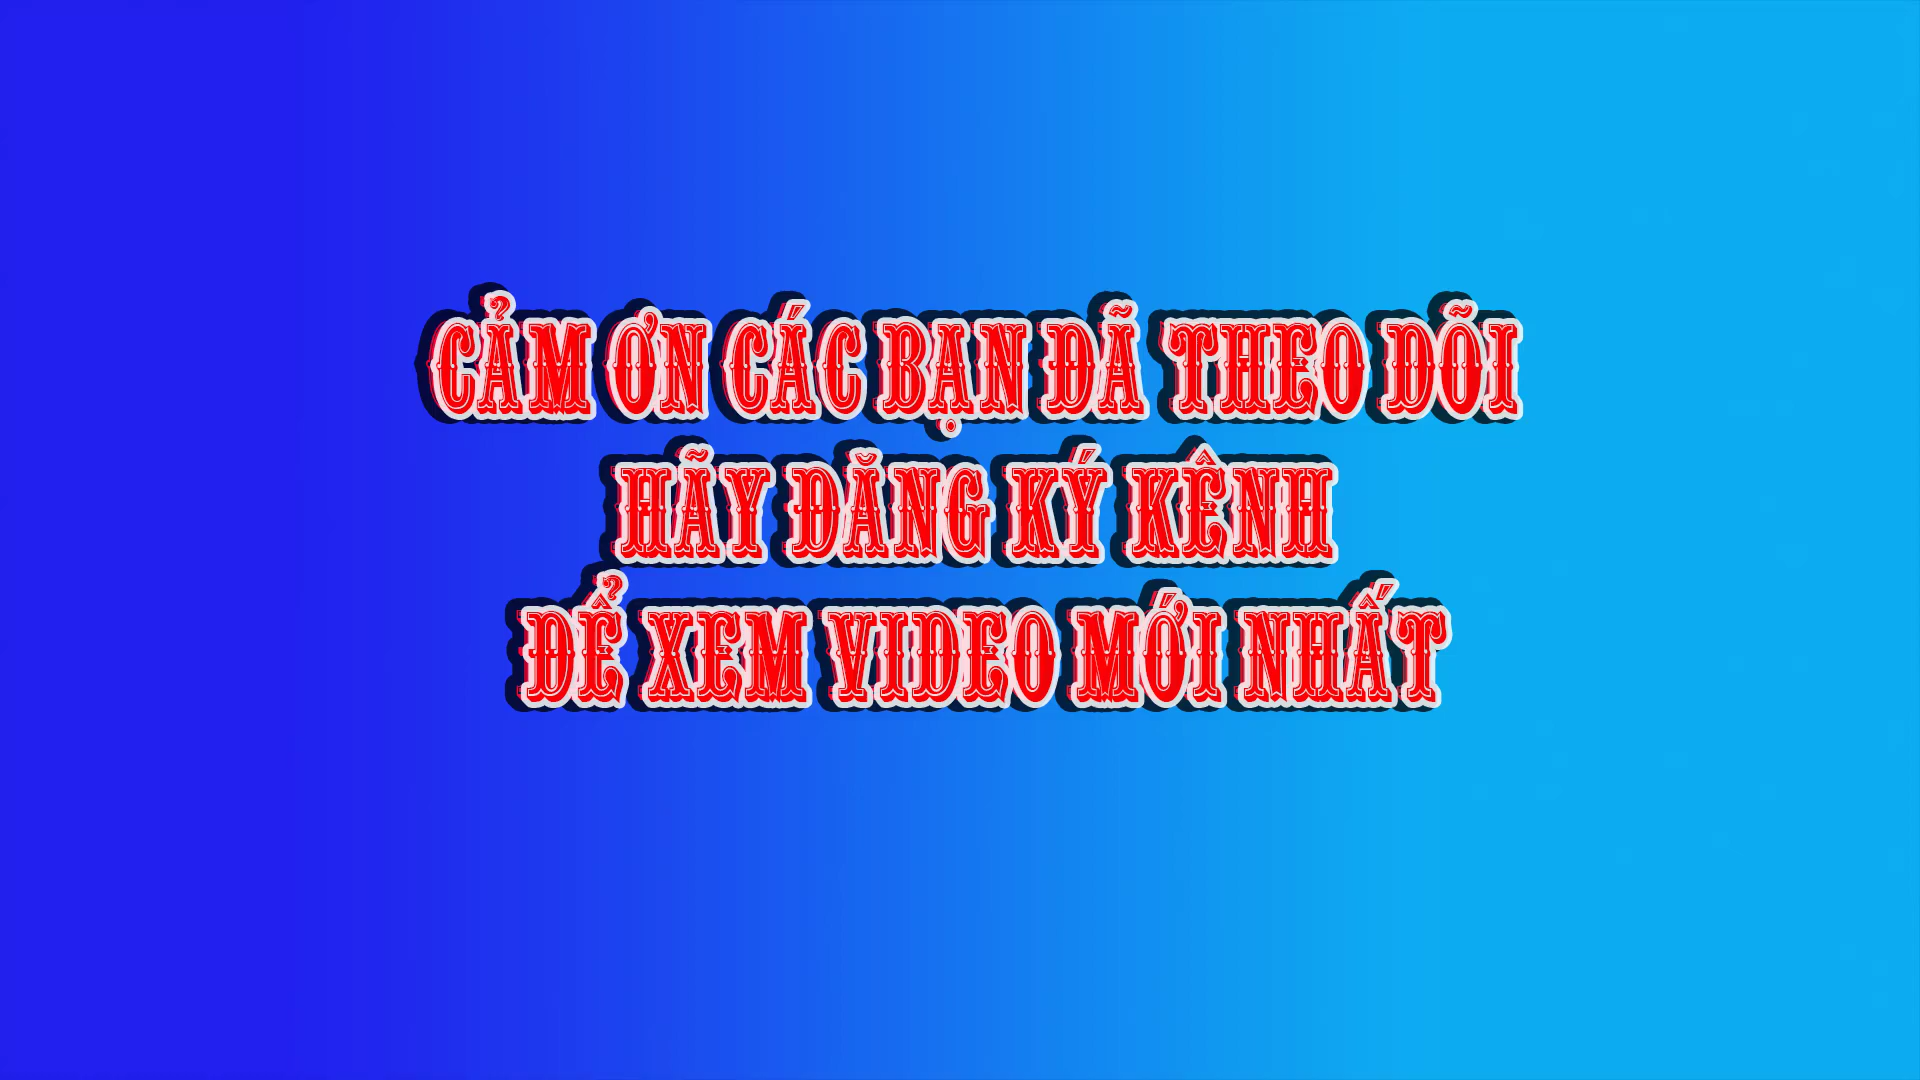 CẢM ƠN CÁC BẠN ĐÃ THEO DÕI
HÃY ĐĂNG KÝ KÊNH
ĐỂ XEM VIDEO MỚI NHẤT